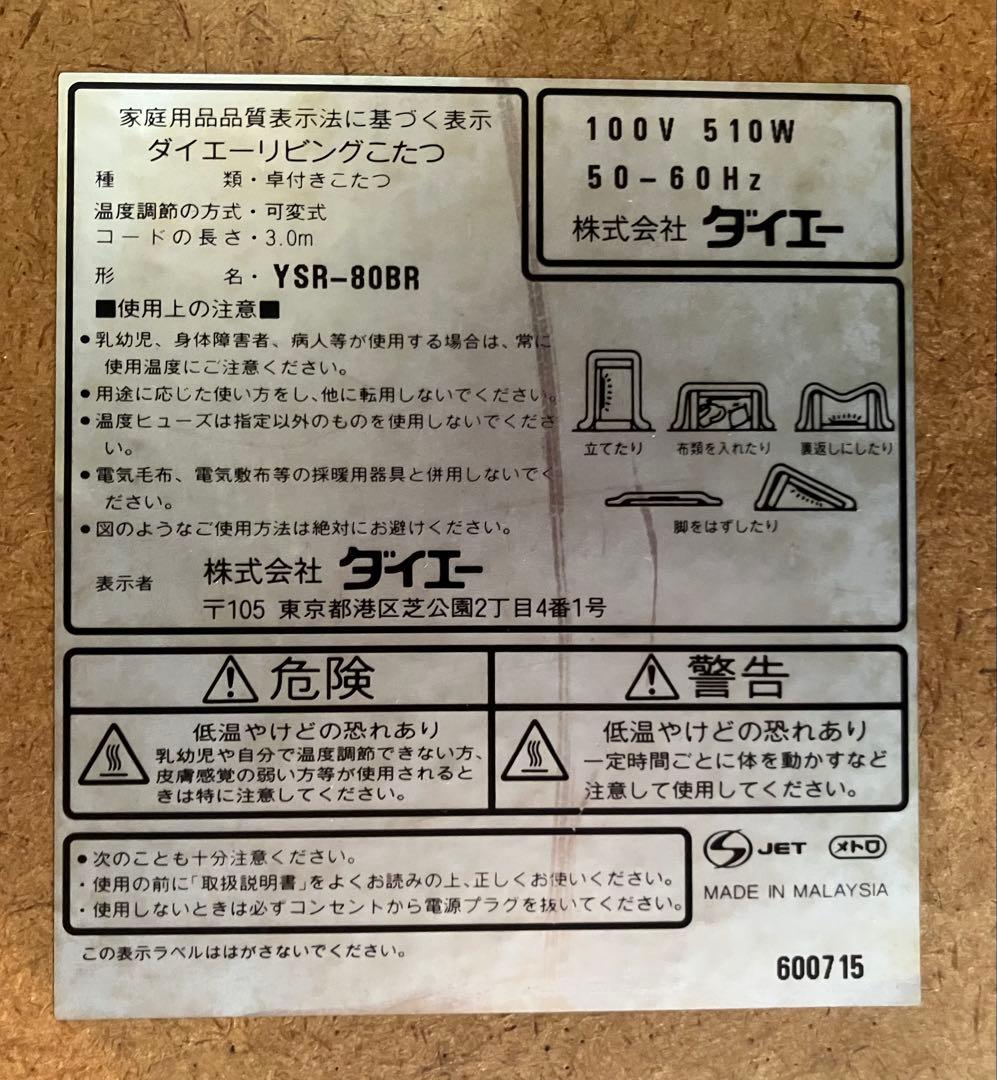 家庭用品品質表示法に基づく表示
ダイエーリビングこたつ
種類・卓付きこたつ
温度調節の方式・可変式
コードの長さ・3.0m
形名・YSR-80BR
■使用上の注意■
●乳幼児、身体障害者、病人等が使用する場合は、常に
使用温度にご注意ください。
●用途に応じた使い方をし、他に転用しないでください。
●温度ヒューズは指定以外のものを使用しないでくださ
い。
●電気毛布、電気敷布等の採暖用器具と併用しないでく
ださい。
●図のようなご使用方法は絶対にお避けください。
表示者 株式会社 ダイエー
〒105 東京都港区芝公園2丁目4番1号
100V 510W
50-60Hz
株式会社 ダイエー
立てたり 布類を入れたり 裏返しにしたり
脚をはずしたり
危険
低温やけどの恐れあり
乳幼児や自分で温度調節できない方、
皮膚感覚の弱い方等が使用されると
きは特に注意してください。
警告
低温やけどの恐れあり
一定時間ごとに体を動かすなど
注意して使用してください。
●次のことも十分注意ください。
・使用の前に「取扱説明書」をよくお読みの上、正しくお使いください。
・使用しないときは必ずコンセントから電源プラグを抜いてください。
JET メトロ
MADE IN MALAYSIA
この表示ラベルははがさないでください。
600715